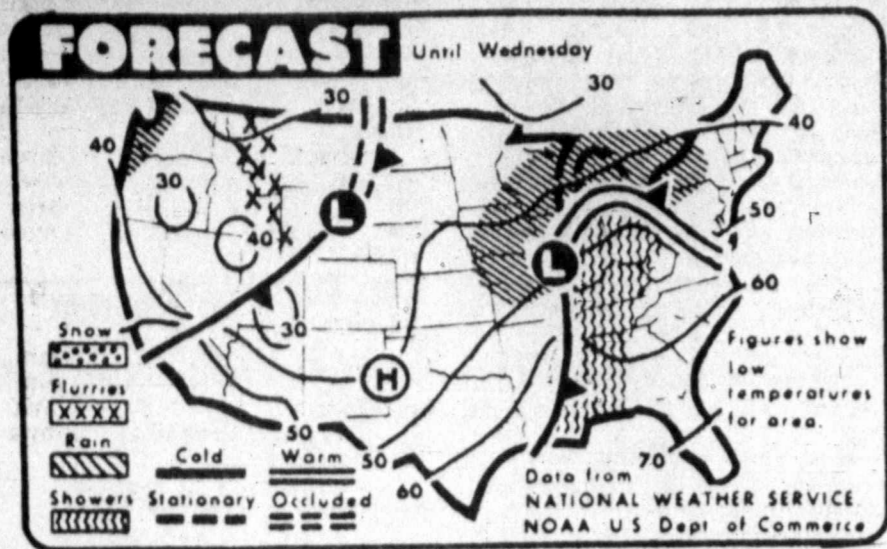 FORECAST
Until Wednesday
30
30
40
40
30
L
40
50
L
60
30
H
50
50
60
70
Snow
Flurries
Rain
Showers
Cold
Warm
Stationary
Occluded
Figures show
low
temperatures
for area.
Data from
NATIONAL WEATHER SERVICE,
NOAA U S Dept of Commerce